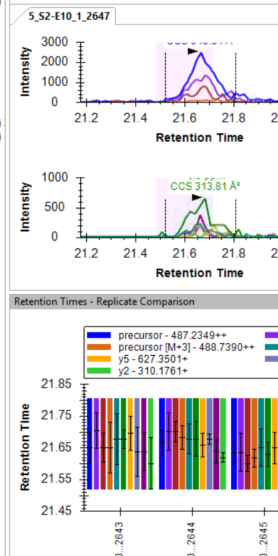 5_S2-E10_1_2647
Intensity
3000
2000
1000
0
21.2 21.4 21.6 21.8 22.0
Retention Time
CCS 313.81 Å²
Intensity
1000
500
0
21.2 21.4 21.6 21.8 22.0
Retention Time
Retention Times - Replicate Comparison
precursor - 487.2349++
precursor [M+3] - 488.7390++
y5 - 627.3501+
y2 - 310.1761+
Retention Time
21.85
21.75
21.65
21.55
21.45
)..._2643
)..._2644
)..._2645